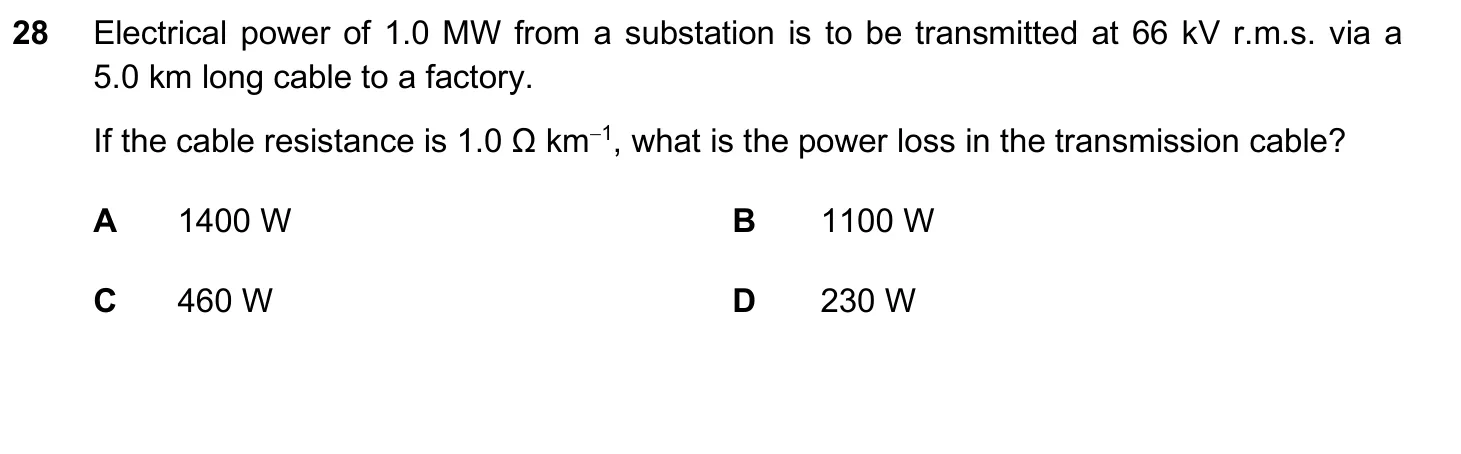 28 Electrical power of 1.0 MW from a substation is to be transmitted at 66 kV r.m.s. via a
5.0 km long cable to a factory.
If the cable resistance is 1.0 Ω km⁻¹, what is the power loss in the transmission cable?
A 1400 W B 1100 W
C 460 W D 230 W